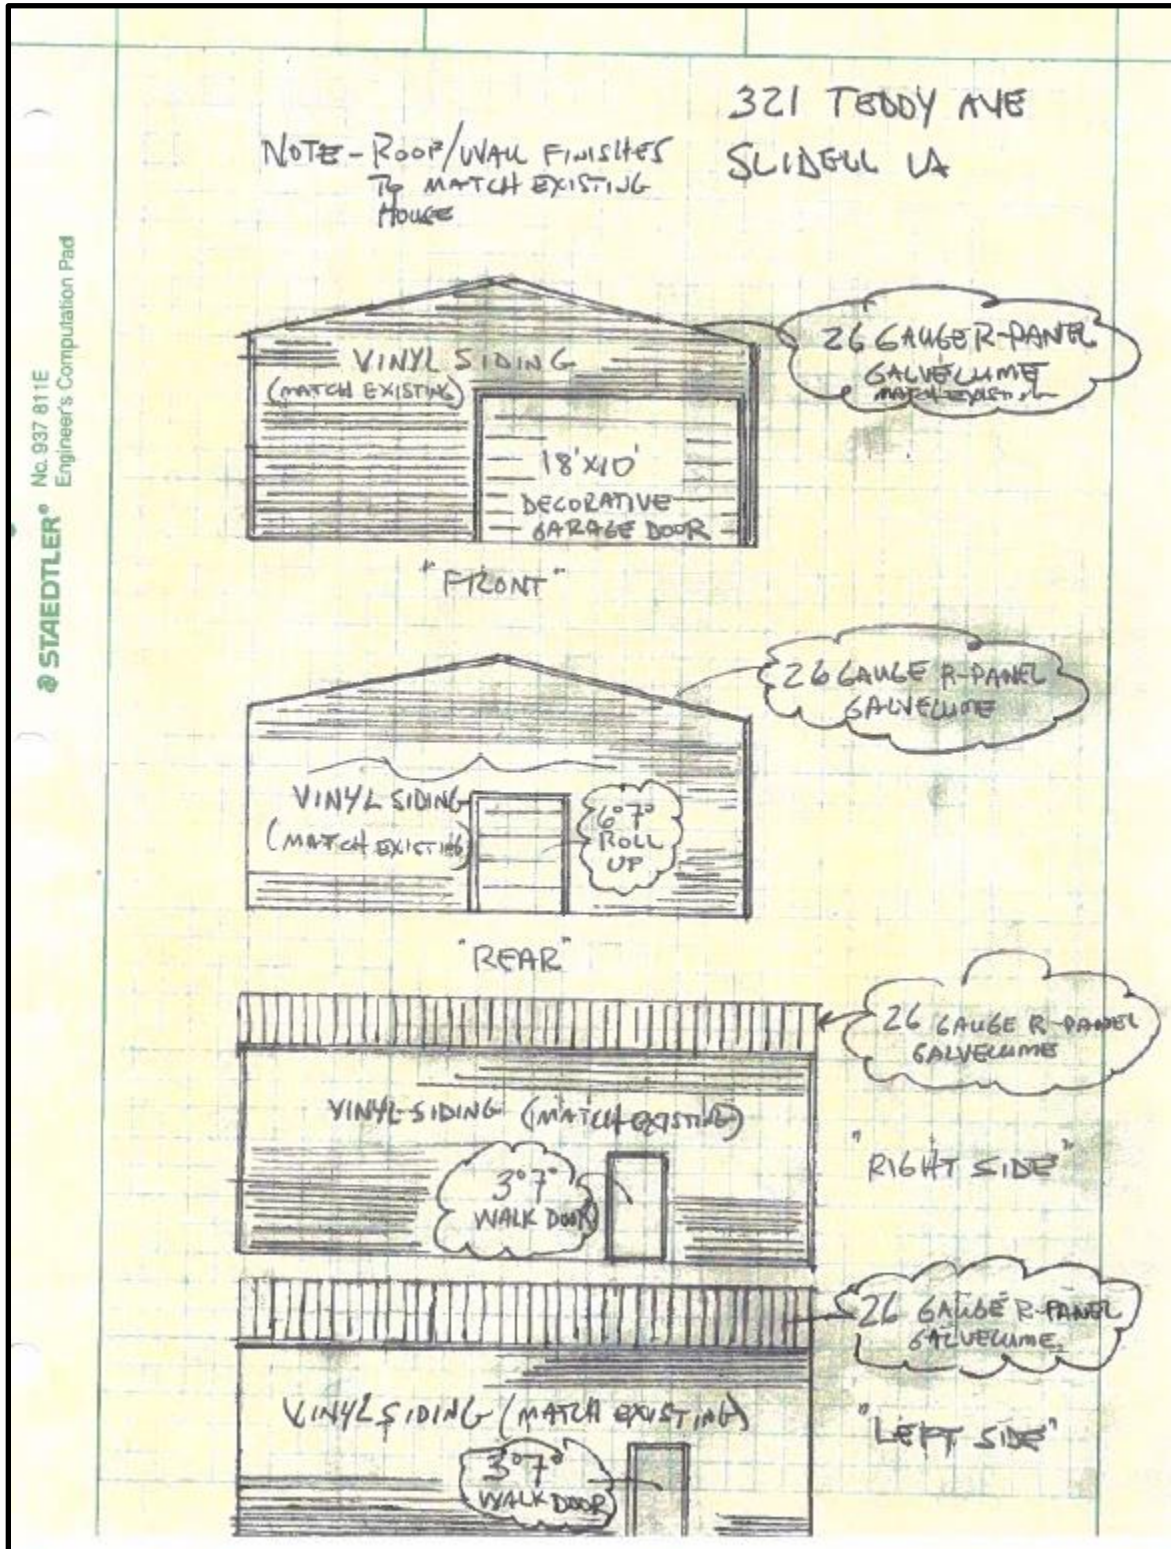 321 TEDDY AVE
SLIDELL LA
NOTE - ROOF/WALL FINISHES
TO MATCH EXISTING
HOUSE
STAEDTLER® No. 937 811E
Engineer's Computation Pad
26 GAUGE R-PANEL
GALVELUME
MATCH EXIST
VINYL SIDING
(MATCH EXISTING)
18'X10'
DECORATIVE
GARAGE DOOR
"FRONT"
26 GAUGE R-PANEL
GALVELUME
VINYL SIDING
(MATCH EXISTING)
6°7°
ROLL
UP
"REAR"
26 GAUGE R-PANEL
GALVELUME
VINYL SIDING (MATCH EXISTING)
"RIGHT SIDE"
3°7°
WALK DOOR
26 GAUGE R-PANEL
GALVELUME
VINYL SIDING (MATCH EXISTING)
"LEFT SIDE"
3°7°
WALK DOOR